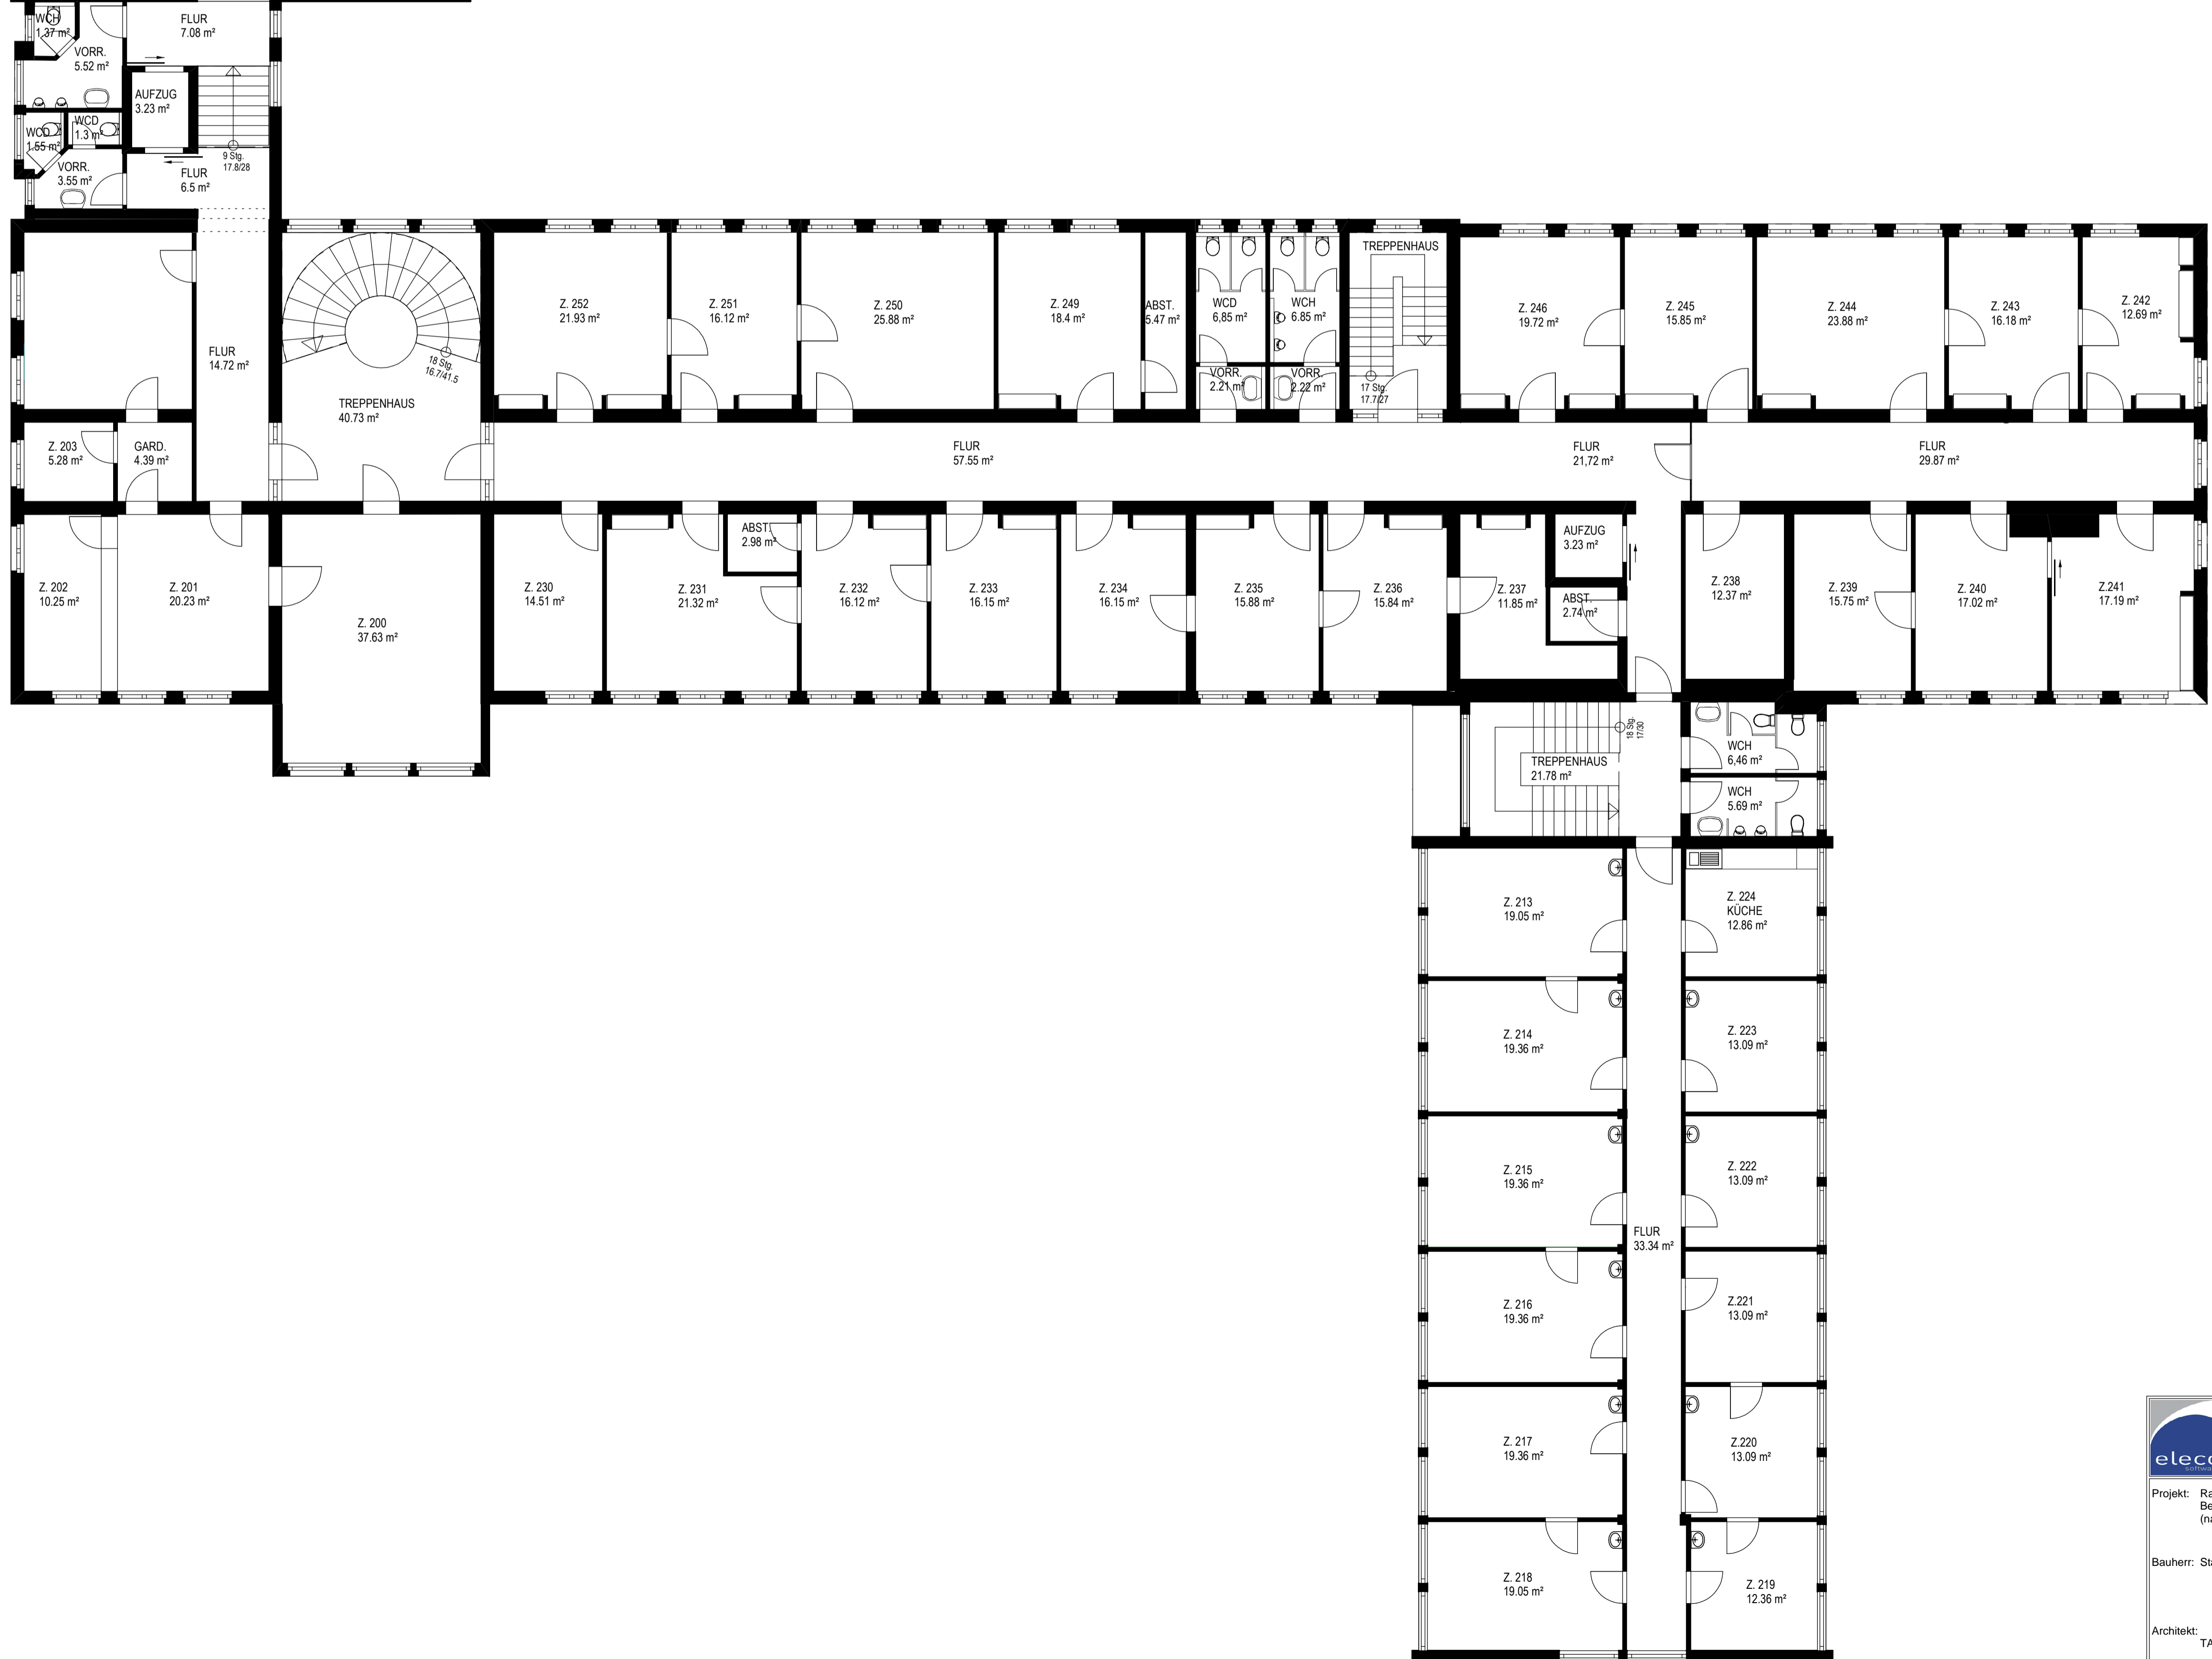 WCH
1.37 m²
FLUR
7.08 m²
VORR.
5.52 m²
AUFZUG
3.23 m²
WCD
1.3 m²
WCD
1.55 m²
VORR.
3.55 m²
9 Stg.
17.8/28
FLUR
6.5 m²
FLUR
14.72 m²
18 Stg.
16.7/41.5
TREPPENHAUS
40.73 m²
Z. 252
21.93 m²
Z. 251
16.12 m²
Z. 250
25.88 m²
Z. 249
18.4 m²
ABST.
5.47 m²
WCD
6,85 m²
WCH
6.85 m²
VORR.
2.21 m²
VORR.
2.22 m²
TREPPENHAUS
17 Stg.
17.7/27
Z. 246
19.72 m²
Z. 245
15.85 m²
Z. 244
23.88 m²
Z. 243
16.18 m²
Z. 242
12.69 m²
Z. 203
5.28 m²
GARD.
4.39 m²
FLUR
57.55 m²
FLUR
21,72 m²
FLUR
29.87 m²
Z. 202
10.25 m²
Z. 201
20.23 m²
Z. 200
37.63 m²
Z. 230
14.51 m²
Z. 231
21.32 m²
ABST.
2.98 m²
Z. 232
16.12 m²
Z. 233
16.15 m²
Z. 234
16.15 m²
Z. 235
15.88 m²
Z. 236
15.84 m²
Z. 237
11.85 m²
AUFZUG
3.23 m²
ABST.
2.74 m²
Z. 238
12.37 m²
Z. 239
15.75 m²
Z. 240
17.02 m²
Z.241
17.19 m²
18 Stg.
17/30
TREPPENHAUS
21.78 m²
WCH
6,46 m²
WCH
5.69 m²
Z. 213
19.05 m²
Z. 224
KÜCHE
12.86 m²
Z. 214
19.36 m²
Z. 223
13.09 m²
Z. 215
19.36 m²
Z. 222
13.09 m²
FLUR
33.34 m²
Z. 216
19.36 m²
Z.221
13.09 m²
Z. 217
19.36 m²
Z.220
13.09 m²
Z. 218
19.05 m²
Z. 219
12.36 m²
Projekt:
Bauherr:
Architekt: